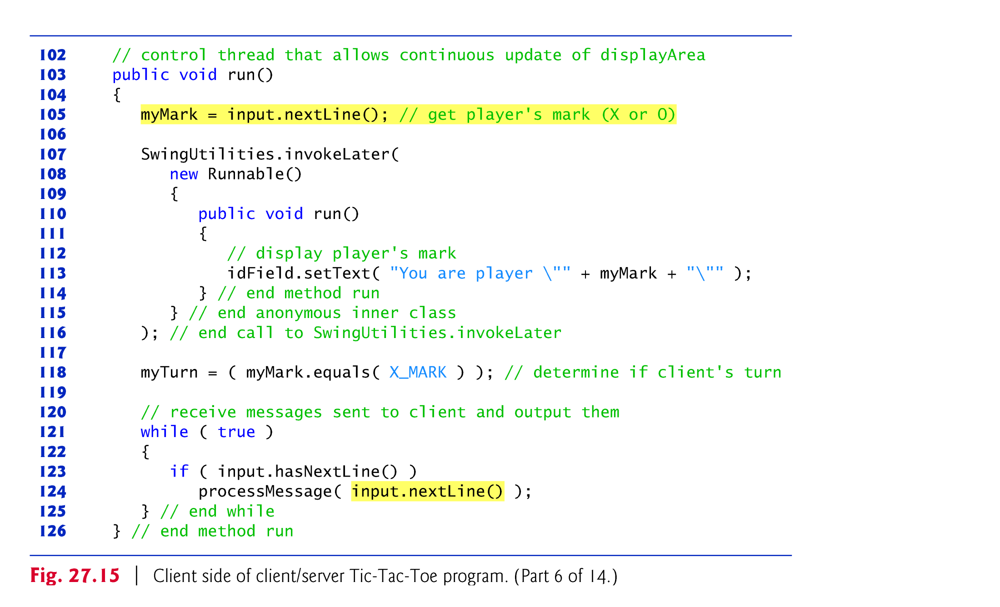 102 // control thread that allows continuous update of displayArea
103 public void run()
104 {
105 myMark = input.nextLine(); // get player's mark (X or O)
106
107 SwingUtilities.invokeLater(
108 new Runnable()
109 {
110 public void run()
111 {
112 // display player's mark
113 idField.setText( "You are player \"" + myMark + "\"" );
114 } // end method run
115 } // end anonymous inner class
116 ); // end call to SwingUtilities.invokeLater
117
118 myTurn = ( myMark.equals( X_MARK ) ); // determine if client's turn
119
120 // receive messages sent to client and output them
121 while ( true )
122 {
123 if ( input.hasNextLine() )
124 processMessage( input.nextLine() );
125 } // end while
126 } // end method run
Fig. 27.15 | Client side of client/server Tic-Tac-Toe program. (Part 6 of 14.)